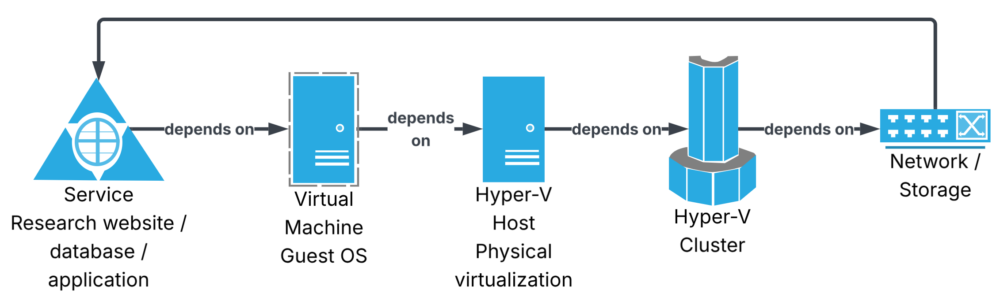 depends on
depends
on
depends on
depends on
Service
Research website /
database /
application
Virtual
Machine
Guest OS
Hyper-V
Host
Physical
virtualization
Hyper-V
Cluster
Network /
Storage